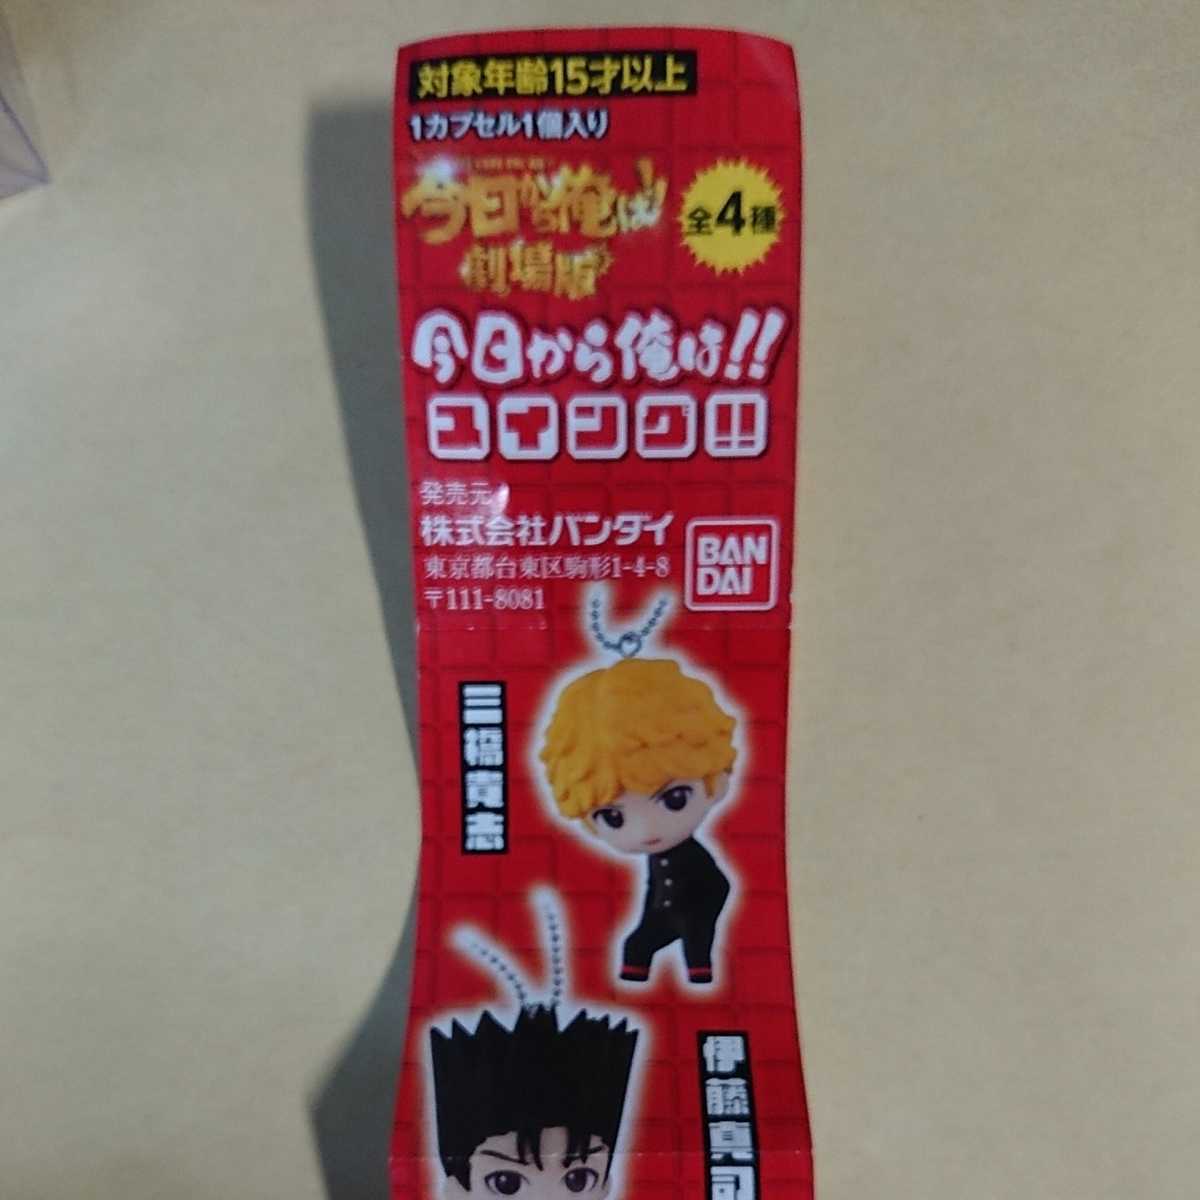 対象年齢15才以上
1カプセル1個入り
今日から俺は!!
劇場版
全4種
今日から俺は!!
スイング!!
発売元
株式会社バンダイ
東京都台東区駒形1-4-8
〒111-8081
BAN
DAI
三橋貴志
伊藤真司